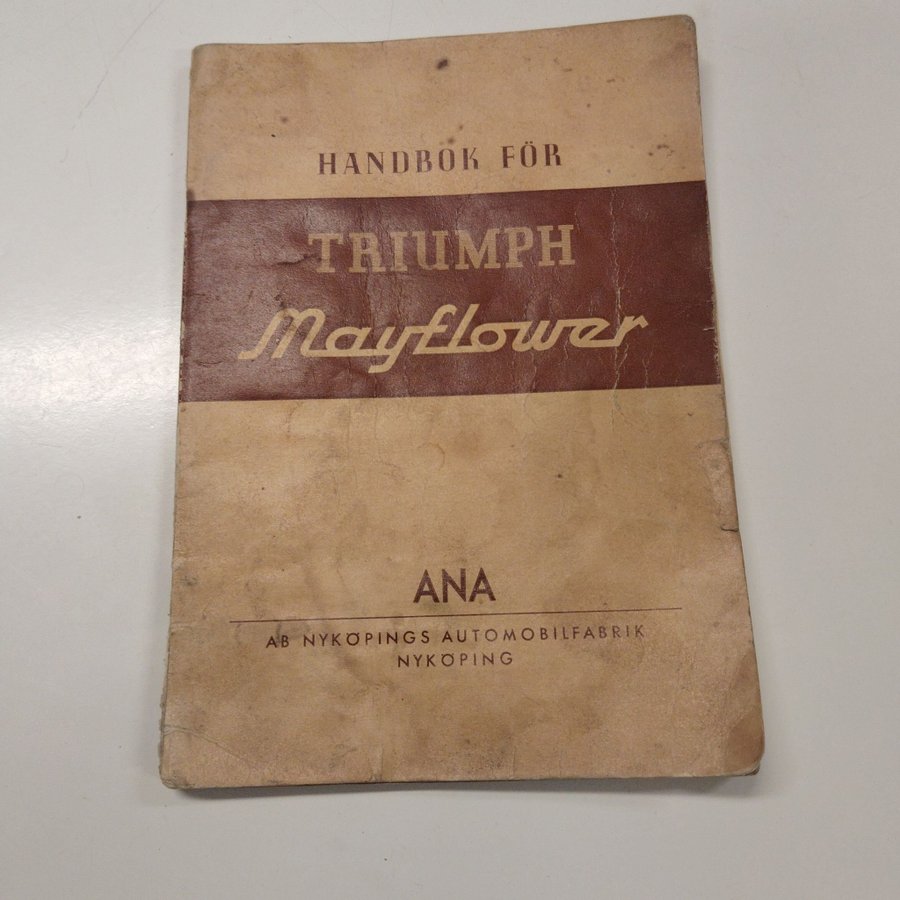 HANDBOK FÖR
TRIUMPH
Mayflower
ANA
AB NYKÖPINGS AUTOMOBILFABRIK
NYKÖPING